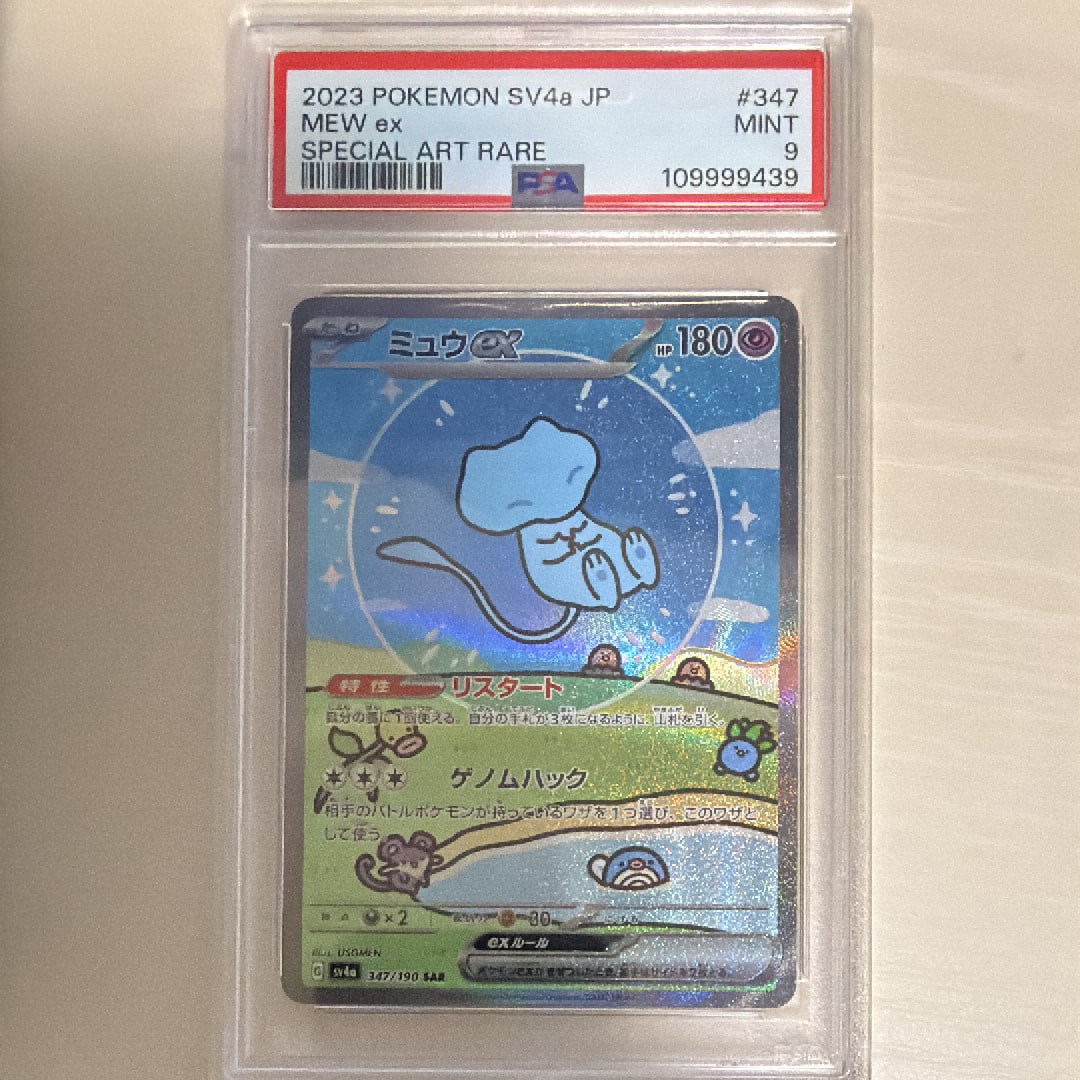 2023 POKEMON SV4a JP #347
MEW ex MINT
SPECIAL ART RARE 9
PSA 109999439
たね ミュウex HP 180
特性 リスタート
自分の番に1回使える。自分の手札が3枚になるように、山札を引く。
ゲノムハック
相手のバトルポケモンが持っているワザを1つ選び、このワザと
して使う。
×2 30
exルール
Illus. USGMEN
G sv4a 347/190 SAR